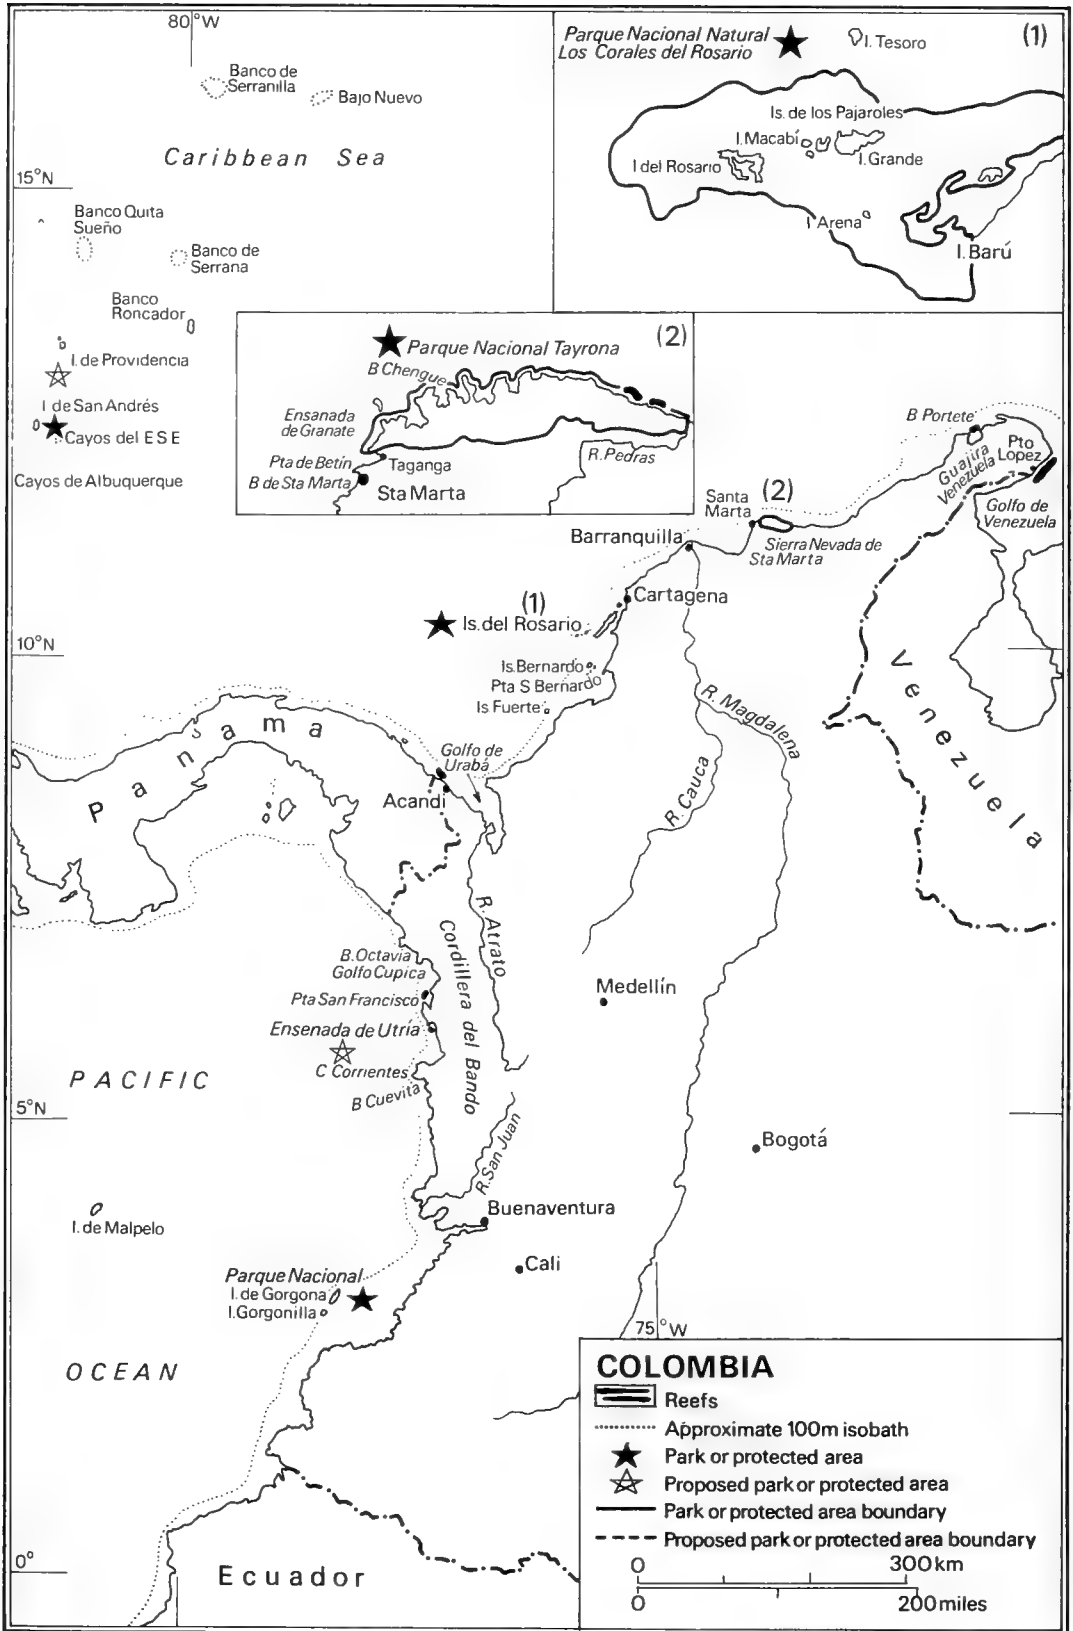 80°W
Banco de
Serranilla
Bajo Nuevo
Caribbean Sea
15°N
Banco Quita
Sueño
Banco de
Serrana
Banco
Roncador
I. de Providencia
I de San Andrés
Cayos del ESE
Cayos de Albuquerque
Parque Nacional Natural
Los Corales del Rosario
I. Tesoro
(1)
Is. de los Pajaroles
I. Macabí
I. Grande
I del Rosario
I Arena
I. Barú
(2)
Parque Nacional Tayrona
B Chengue
Ensanada
de Granate
R. Pedras
Pta de Betín
Taganga
B de Sta Marta
Sta Marta
B Portete
Pto
Lopez
Guajira
Venezuela
Golfo de
Venezuela
Santa
Marta
(2)
Sierra Nevada de
Sta Marta
Barranquilla
Cartagena
(1)
Is. del Rosario
10°N
Is. Bernardo
Pta S Bernardo
Is Fuerte
Venezuela
R. Magdalena
R. Cauca
Panama
Golfo de
Urabá
Acandi
R. Atrato
Cordillera del Bando
B. Octavia
Golfo Cupica
Pta San Francisco
Ensenada de Utría
C Corrientes
B Cuevita
Medellín
PACIFIC
5°N
R. San Juan
Bogotá
Buenaventura
I. de Malpelo
Cali
Parque Nacional
I. de Gorgona
I. Gorgonilla
75°W
OCEAN
0°
Ecuador
COLOMBIA
Reefs
Approximate 100m isobath
Park or protected area
Proposed park or protected area
Park or protected area boundary
Proposed park or protected area boundary
0 300 km
0 200 miles